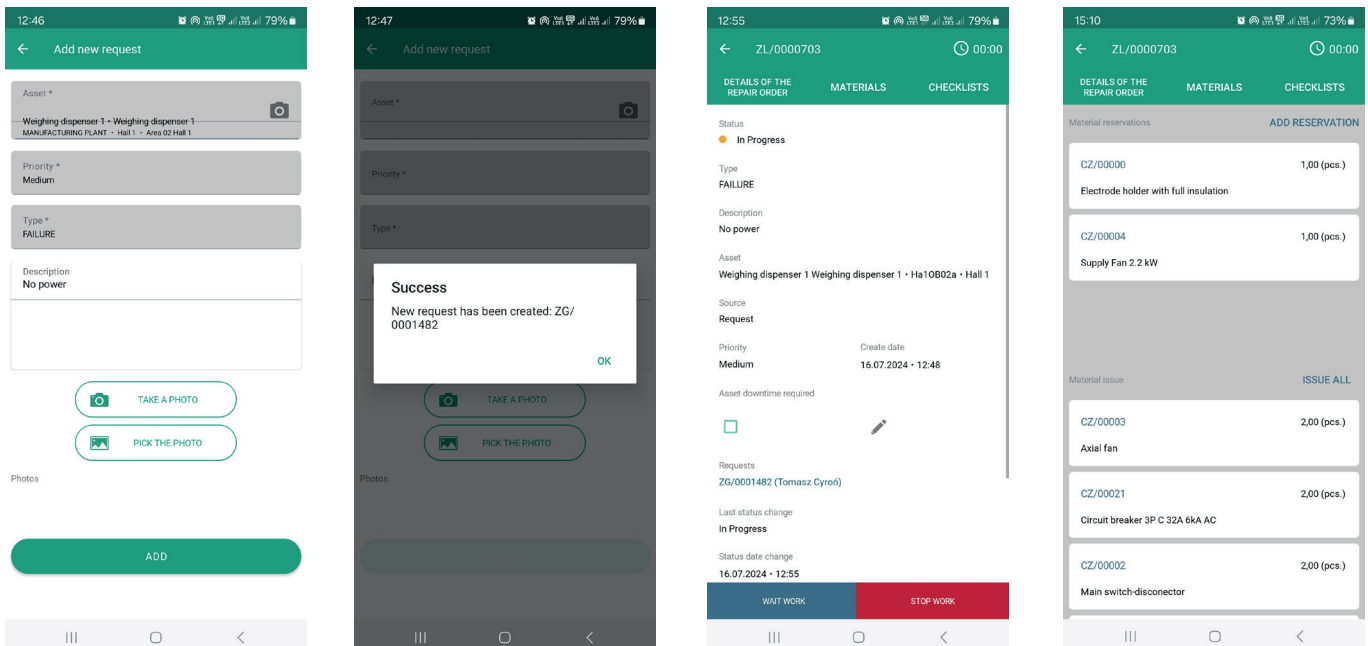 12:46
79%
Add new request
Asset *
Weighing dispenser 1 • Weighing dispenser 1
MANUFACTURING PLANT • Hall 1 • Area 02 Hall 1
Priority *
Medium
Type *
FAILURE
Description
No power
TAKE A PHOTO
PICK THE PHOTO
Photos
ADD
12:47
79%
Add new request
Asset *
Priority *
Type *
Success
New request has been created: ZG/
0001482
OK
TAKE A PHOTO
PICK THE PHOTO
Photos
ADD
12:55
79%
ZL/0000703
00:00
DETAILS OF THE
REPAIR ORDER
MATERIALS
CHECKLISTS
Status
In Progress
Type
FAILURE
Description
No power
Asset
Weighing dispenser 1 Weighing dispenser 1 • Ha1OB02a • Hall 1
Source
Request
Priority
Create date
Medium
16.07.2024 • 12:48
Asset downtime required
Requests
ZG/0001482 (Tomasz Cyroń)
Last status change
In Progress
Status date change
16.07.2024 • 12:55
WAIT WORK
STOP WORK
15:10
73%
ZL/0000703
00:00
DETAILS OF THE
REPAIR ORDER
MATERIALS
CHECKLISTS
Material reservations
ADD RESERVATION
CZ/00000
1,00 (pcs.)
Electrode holder with full insulation
CZ/00004
1,00 (pcs.)
Supply Fan 2.2 kW
Material issue
ISSUE ALL
CZ/00003
2,00 (pcs.)
Axial fan
CZ/00021
2,00 (pcs.)
Circuit breaker 3P C 32A 6kA AC
CZ/00002
2,00 (pcs.)
Main switch-disconector